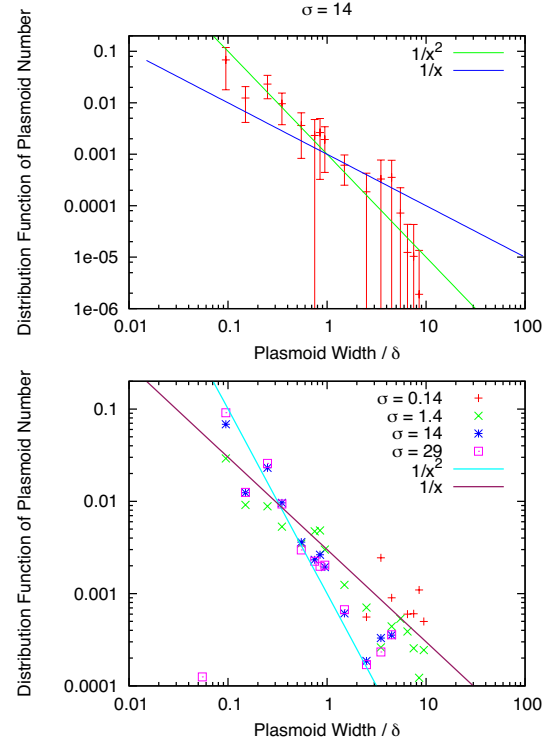 σ = 14
Distribution Function of Plasmoid Number
0.1
0.01
0.001
0.0001
1e-05
1e-06
1/x²
1/x
0.01
0.1
1
10
100
Plasmoid Width / δ
Distribution Function of Plasmoid Number
0.1
0.01
0.001
0.0001
σ = 0.14
σ = 1.4
σ = 14
σ = 29
1/x²
1/x
0.01
0.1
1
10
100
Plasmoid Width / δ